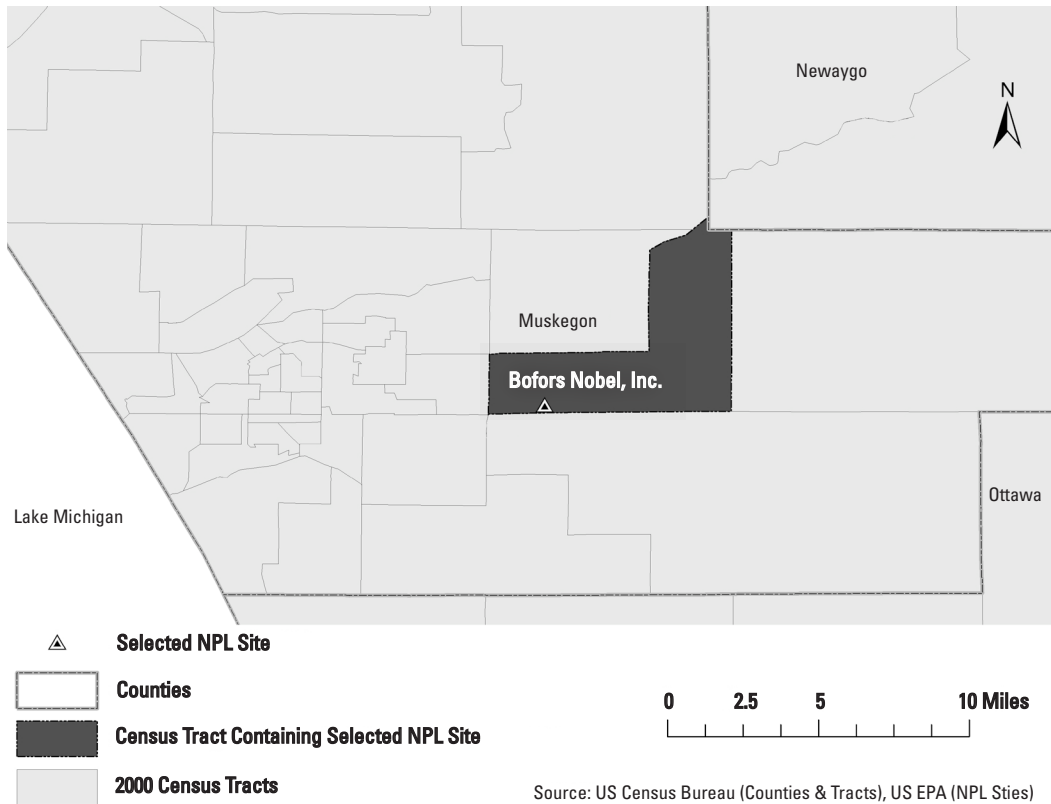 Newaygo
N
Muskegon
Bofors Nobel, Inc.
Ottawa
Lake Michigan
Selected NPL Site
Counties
0 2.5 5 10 Miles
Census Tract Containing Selected NPL Site
2000 Census Tracts
Source: US Census Bureau (Counties & Tracts), US EPA (NPL Sties)